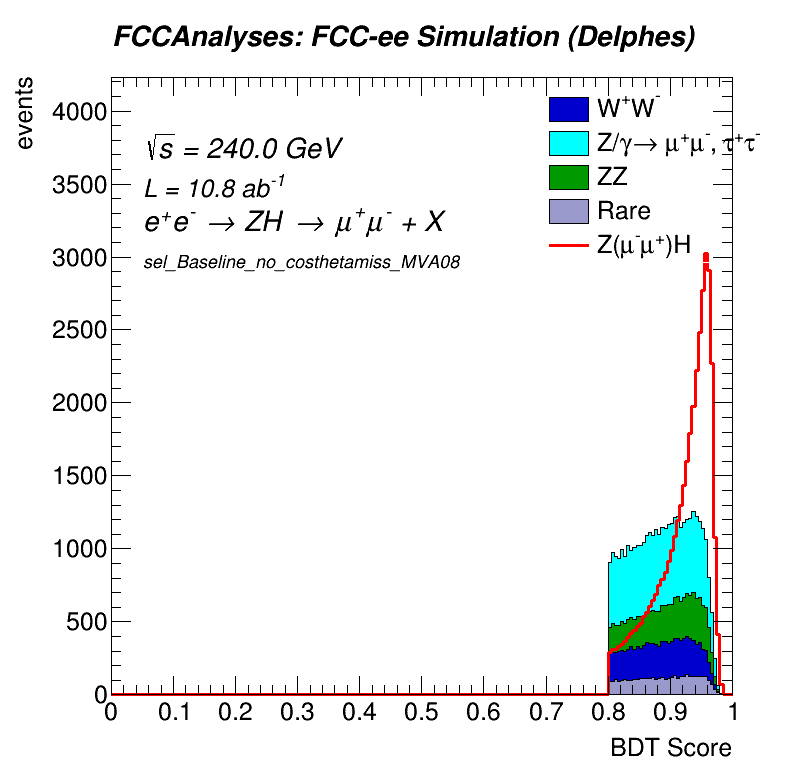 FCCAnalyses: FCC-ee Simulation (Delphes)
events
4000
3500
3000
2500
2000
1500
1000
500
0
√s = 240.0 GeV
L = 10.8 ab⁻¹
e⁺e⁻ → ZH → μ⁺μ⁻ + X
sel_Baseline_no_costhetamiss_MVA08
W⁺W⁻
Z/γ→ μ⁺μ⁻, τ⁺τ⁻
ZZ
Rare
Z(μ⁻μ⁺)H
0 0.1 0.2 0.3 0.4 0.5 0.6 0.7 0.8 0.9 1
BDT Score